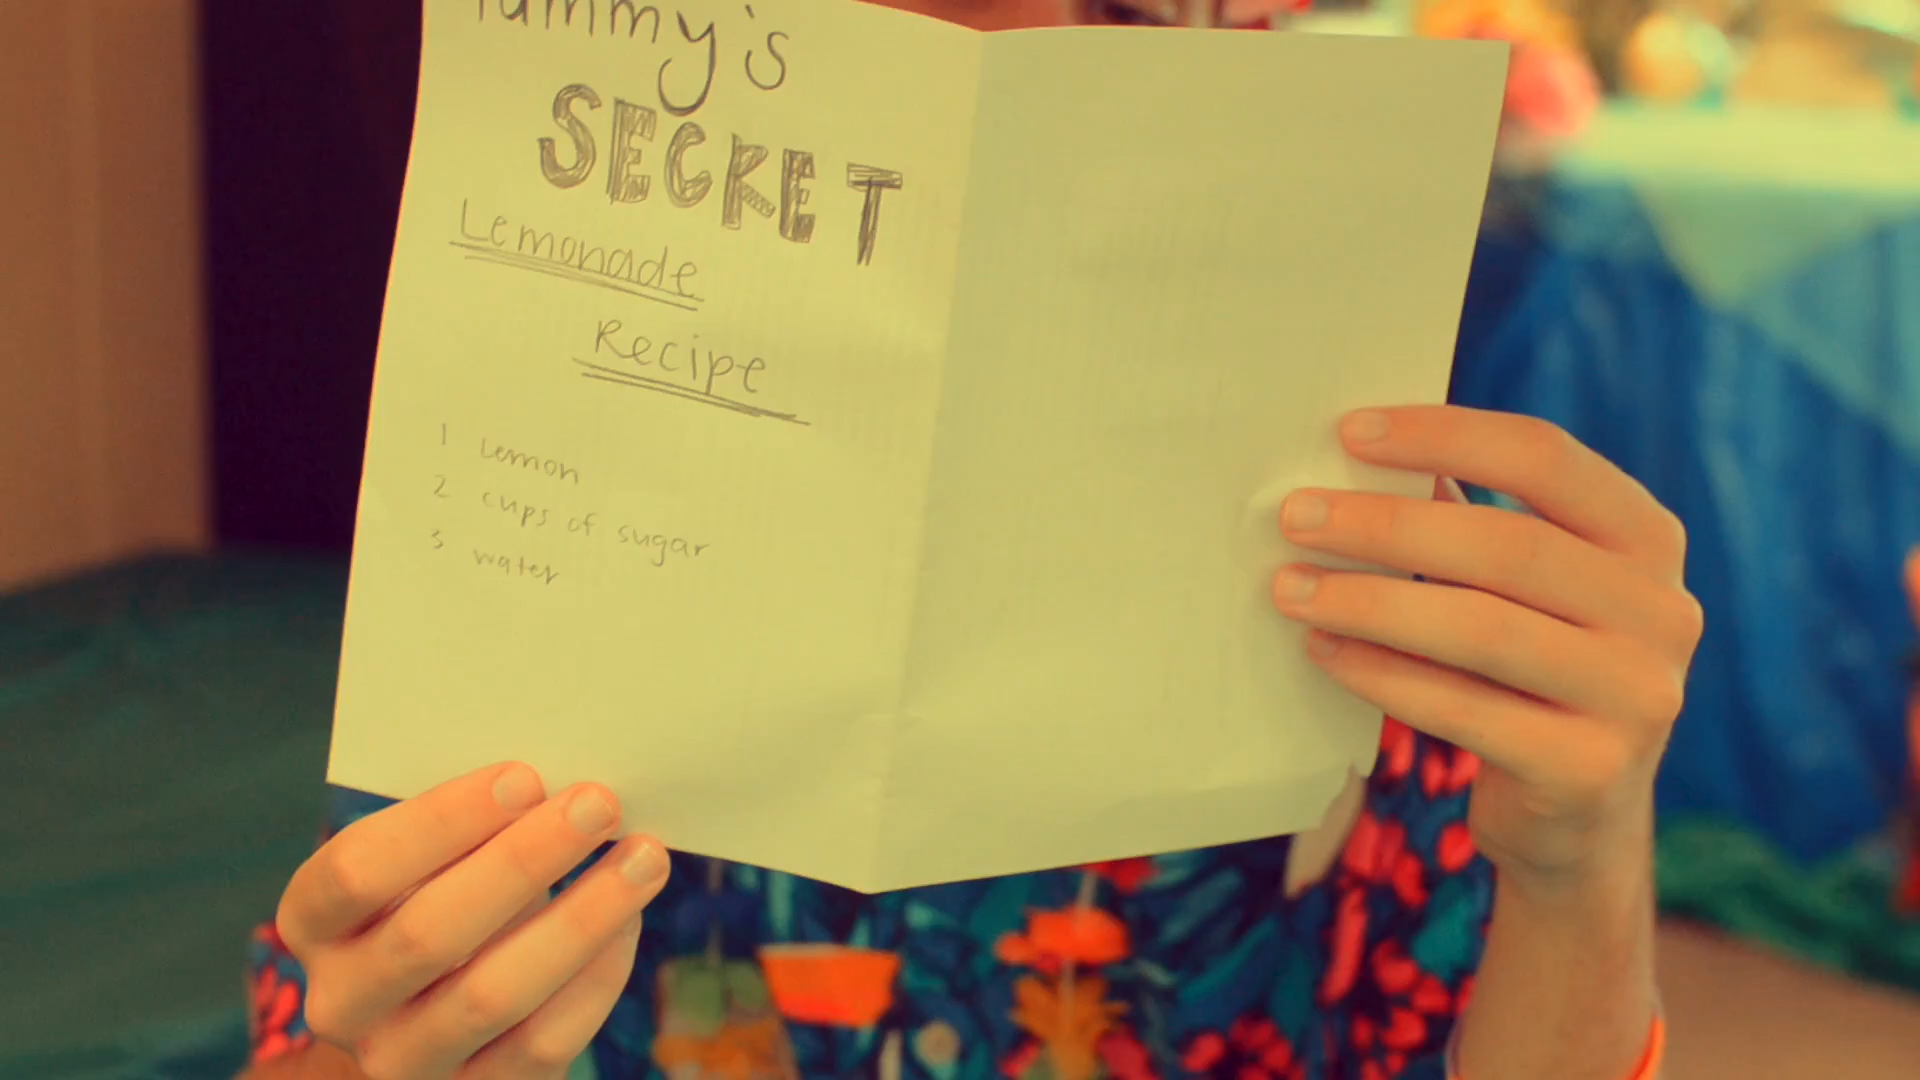 SECRET
Lemonade
Recipe
1 Lemon
2 cups of sugar
3 water